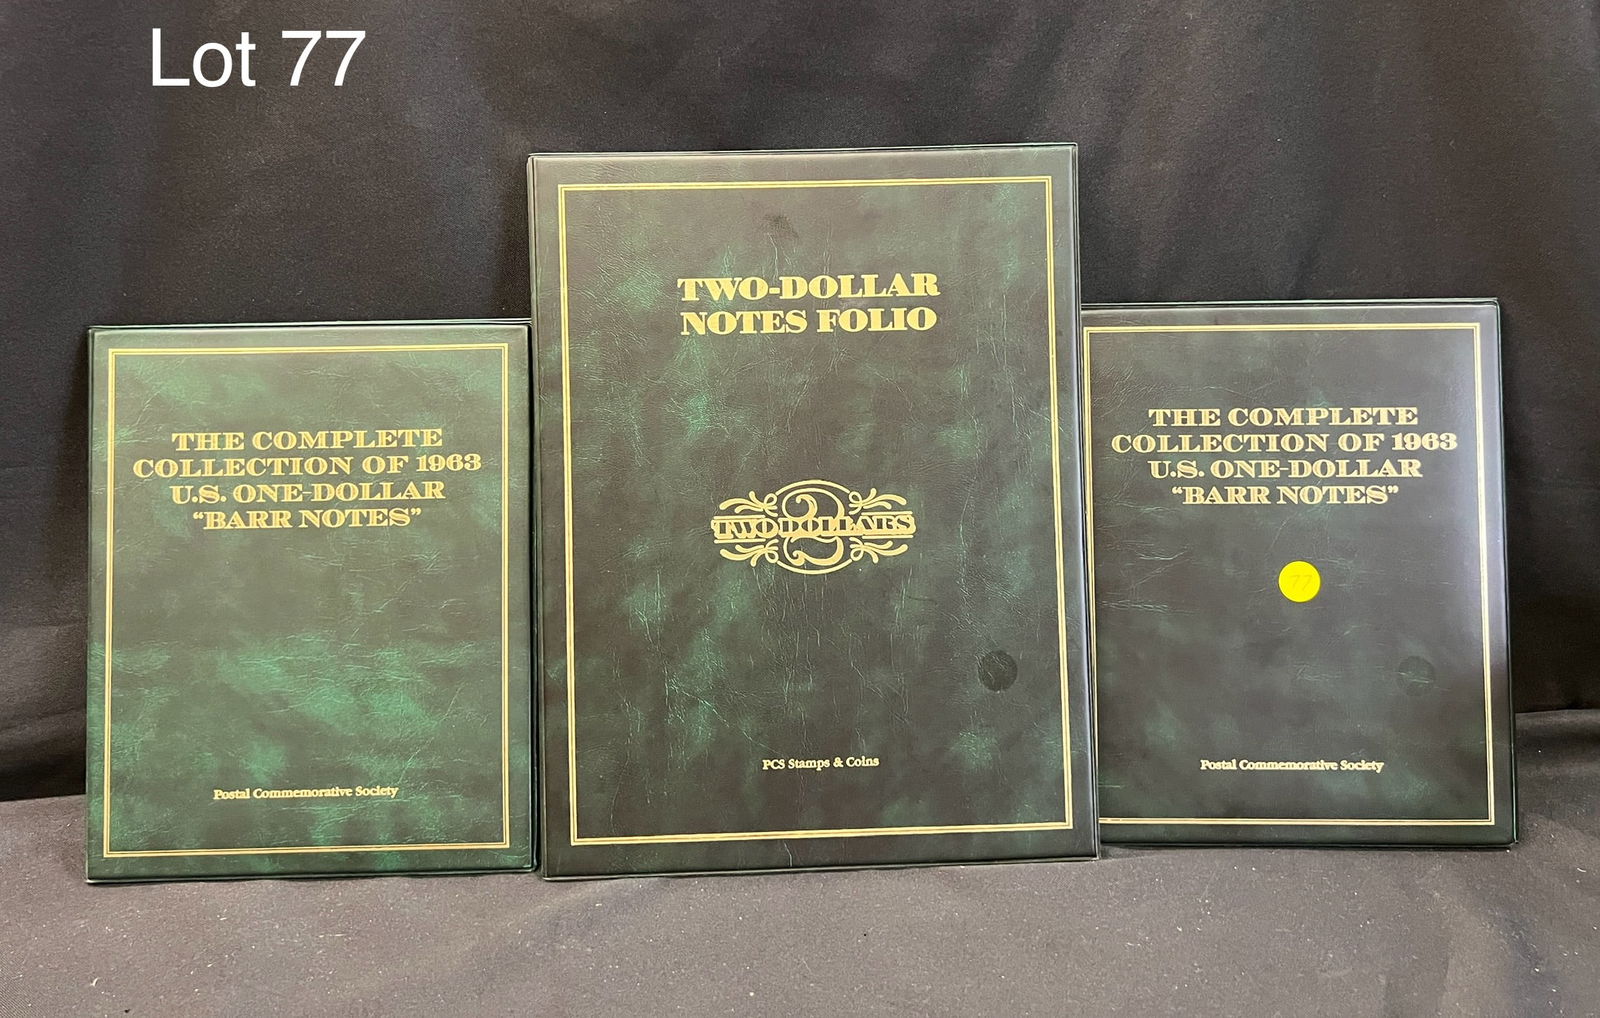 Lot 77
THE COMPLETE
COLLECTION OF 1963
U.S. ONE-DOLLAR
“BARR NOTES”
Postal Commemorative Society
TWO-DOLLAR
NOTES FOLIO
2
TWO DOLLARS
PCS Stamps & Coins
THE COMPLETE
COLLECTION OF 1963
U.S. ONE-DOLLAR
“BARR NOTES”
77
Postal Commemorative Society